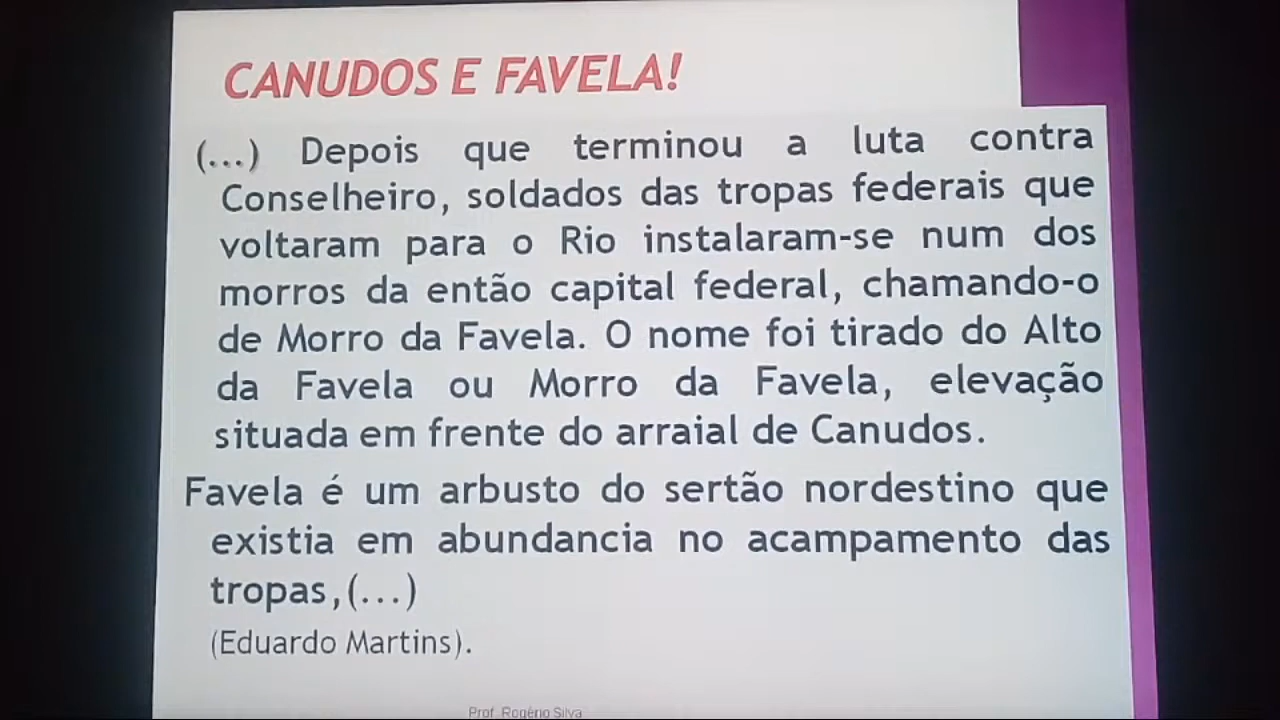 CANUDOS E FAVELA!
(...) Depois que terminou a luta contra
Conselheiro, soldados das tropas federais que
voltaram para o Rio instalaram-se num dos
morros da então capital federal, chamando-o
de Morro da Favela. O nome foi tirado do Alto
da Favela ou Morro da Favela, elevação
situada em frente do arraial de Canudos.
Favela é um arbusto do sertão nordestino que
existia em abundancia no acampamento das
tropas,(...)
(Eduardo Martins).
Prof. Rogério Silva